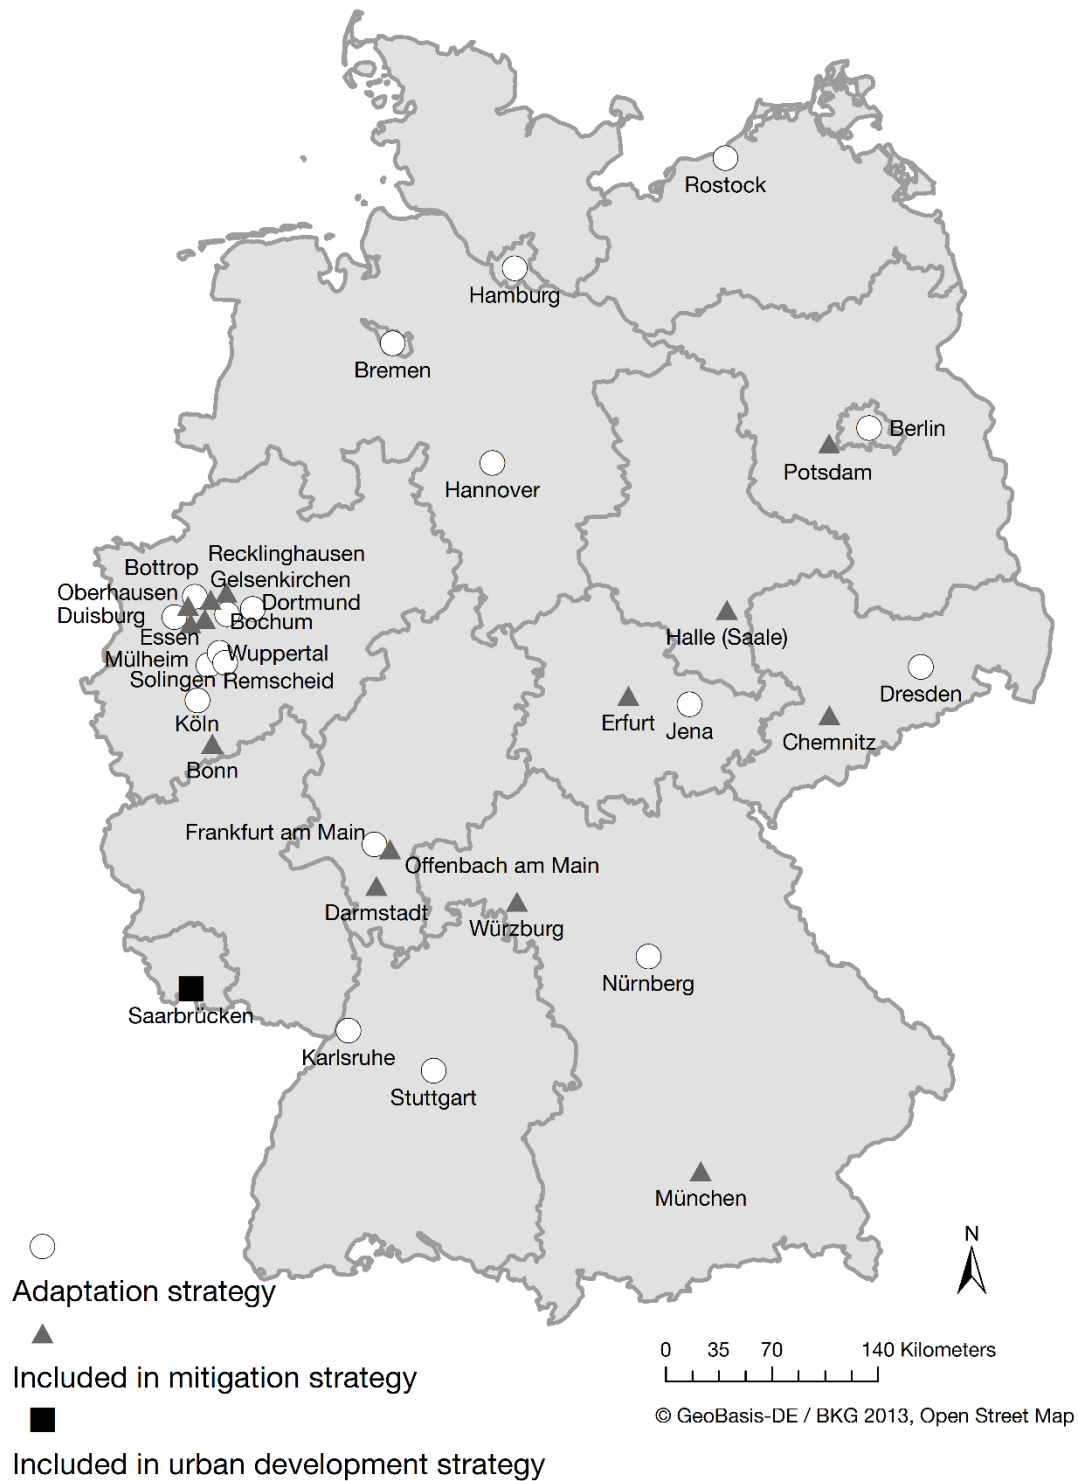 Rostock
Hamburg
Bremen
Berlin
Potsdam
Hannover
Recklinghausen
Bottrop
Gelsenkirchen
Oberhausen
Dortmund
Duisburg
Bochum
Essen
Wuppertal
Mülheim
Solingen
Remscheid
Köln
Bonn
Halle (Saale)
Dresden
Erfurt
Jena
Chemnitz
Frankfurt am Main
Offenbach am Main
Darmstadt
Würzburg
Nürnberg
Saarbrücken
Karlsruhe
Stuttgart
München
N
Adaptation strategy
Included in mitigation strategy
Included in urban development strategy
0 35 70 140 Kilometers
© GeoBasis-DE / BKG 2013, Open Street Map